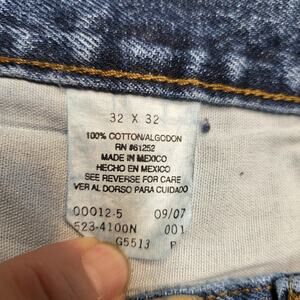 32 X 32
100% COTTON/ALGODON
RN #61252
MADE IN MEXICO
HECHO EN MEXICO
SEE REVERSE FOR CARE
VER AL DORSO PARA CUIDADO
00012-5 09/07
523-4100N 001
G5513